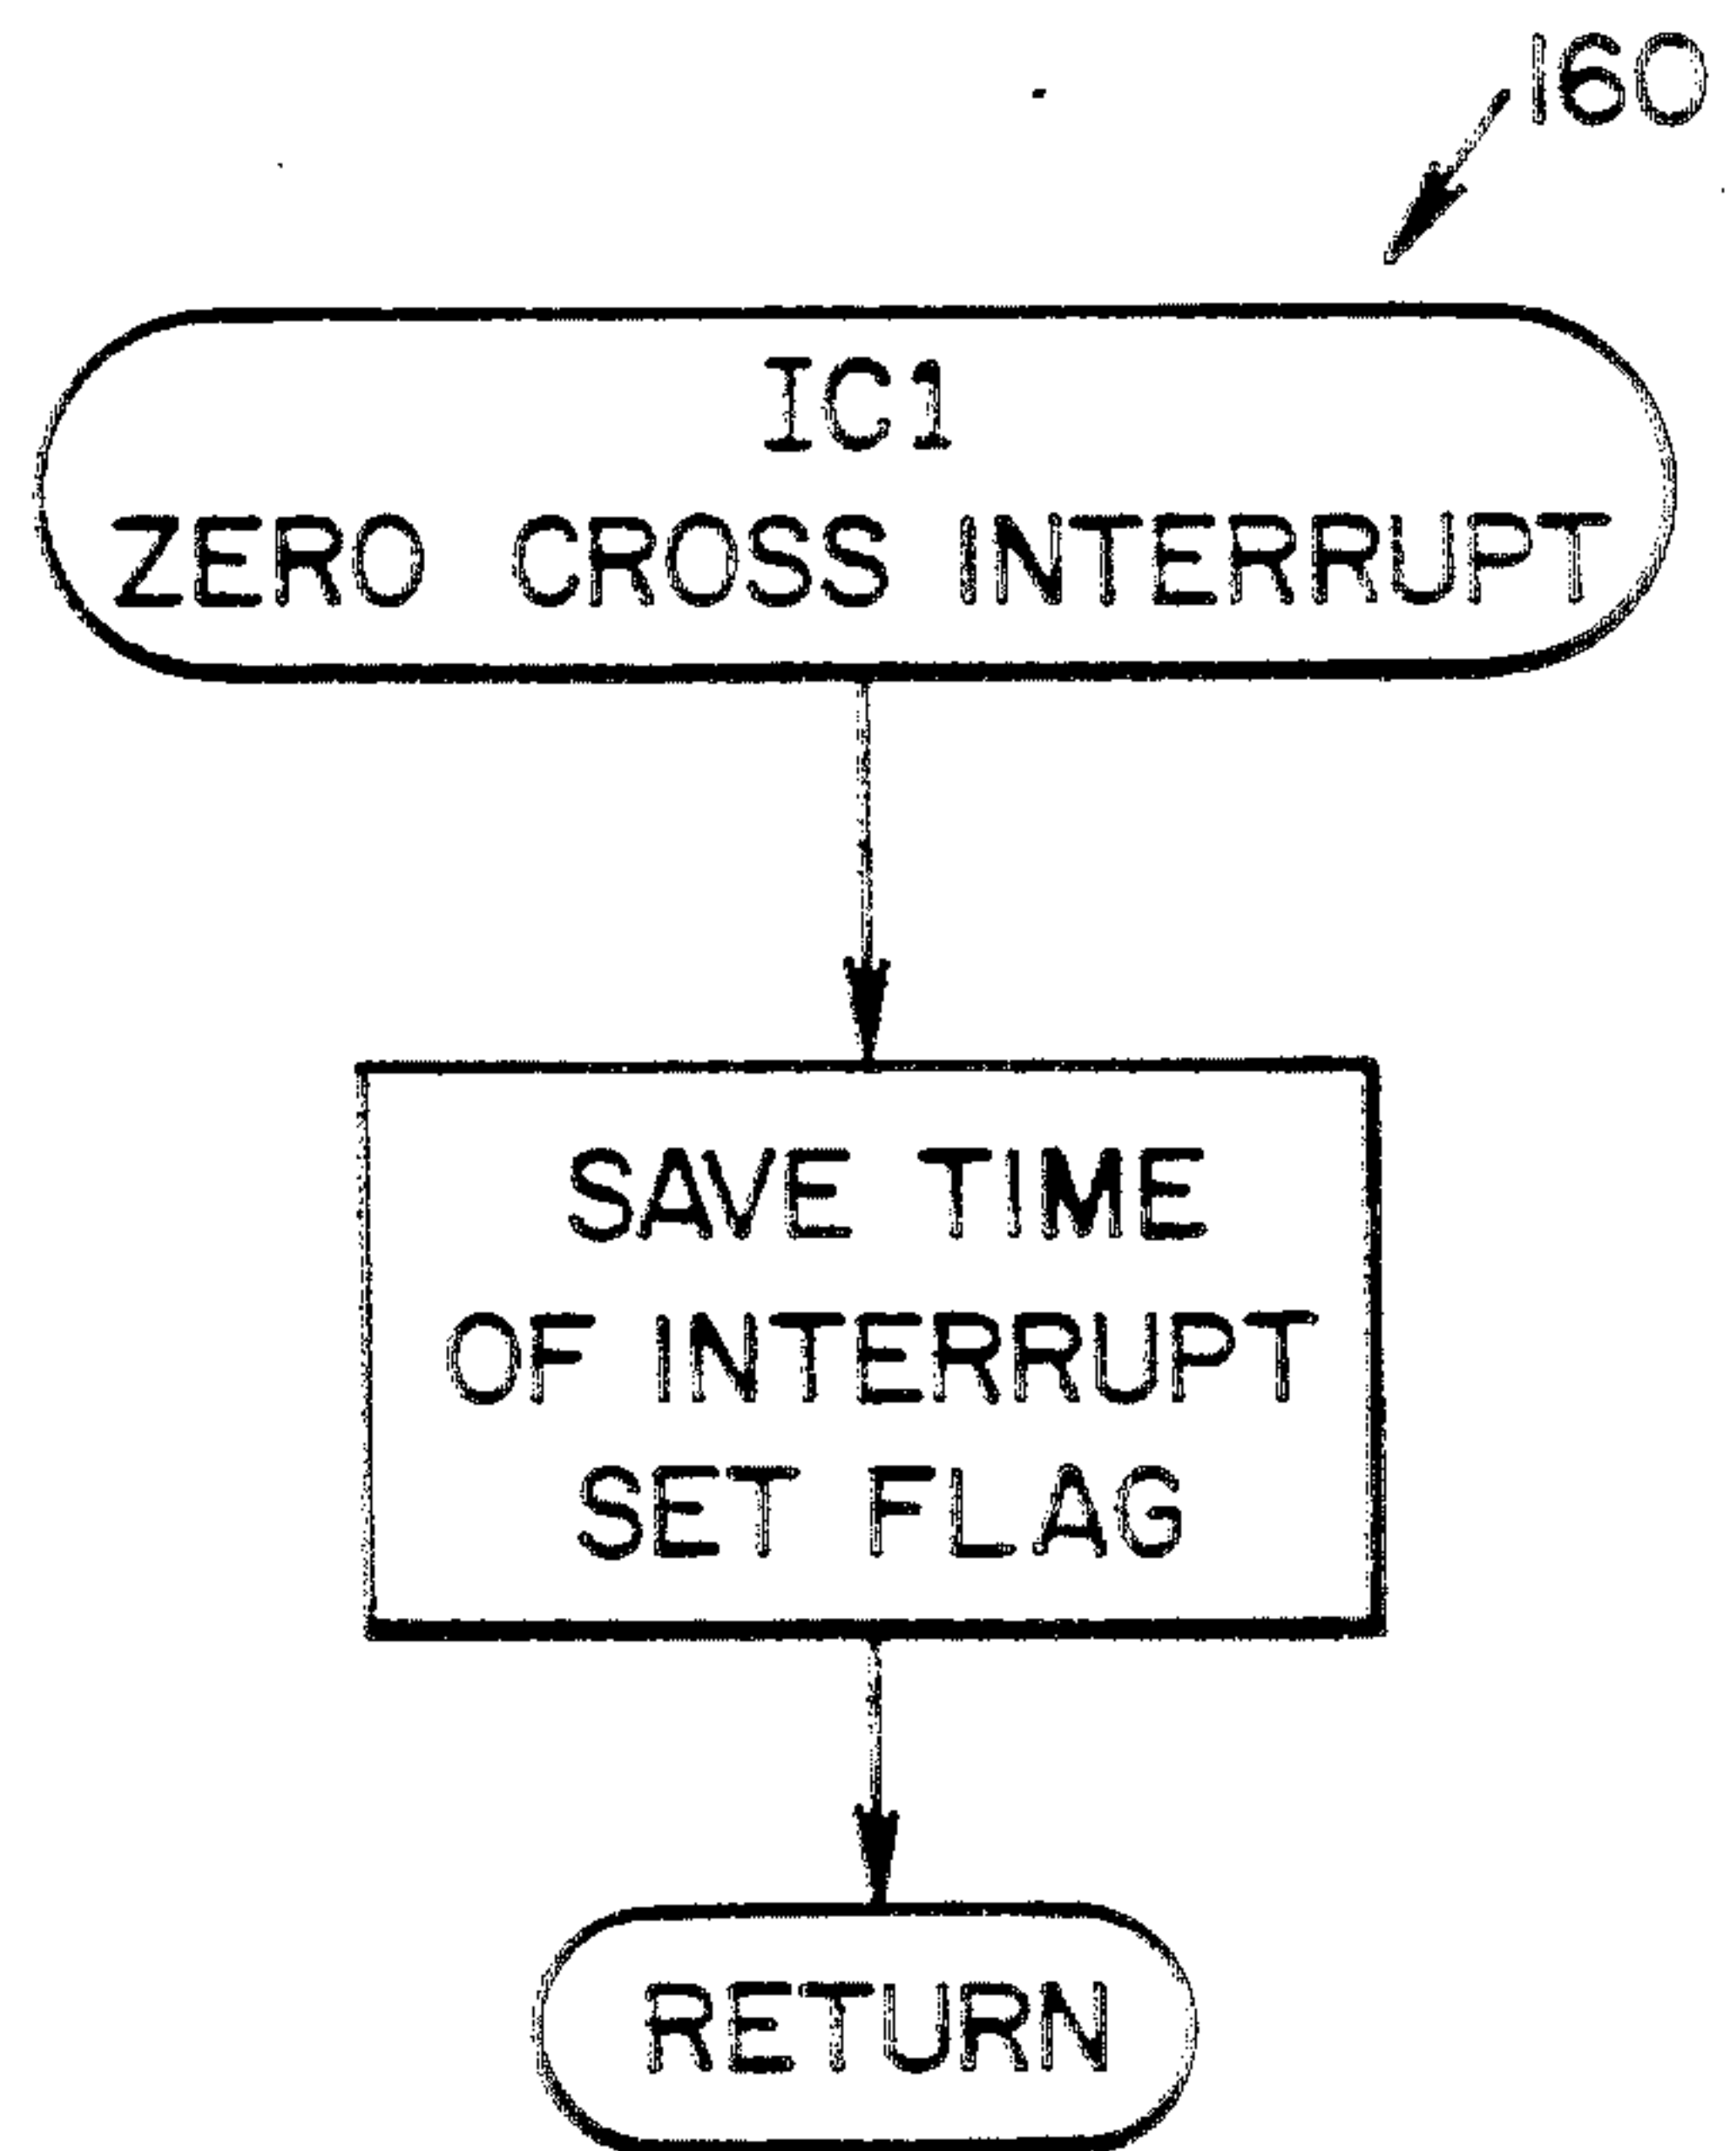 160
IC1
ZERO CROSS INTERRUPT
SAVE TIME
OF INTERRUPT
SET FLAG
RETURN